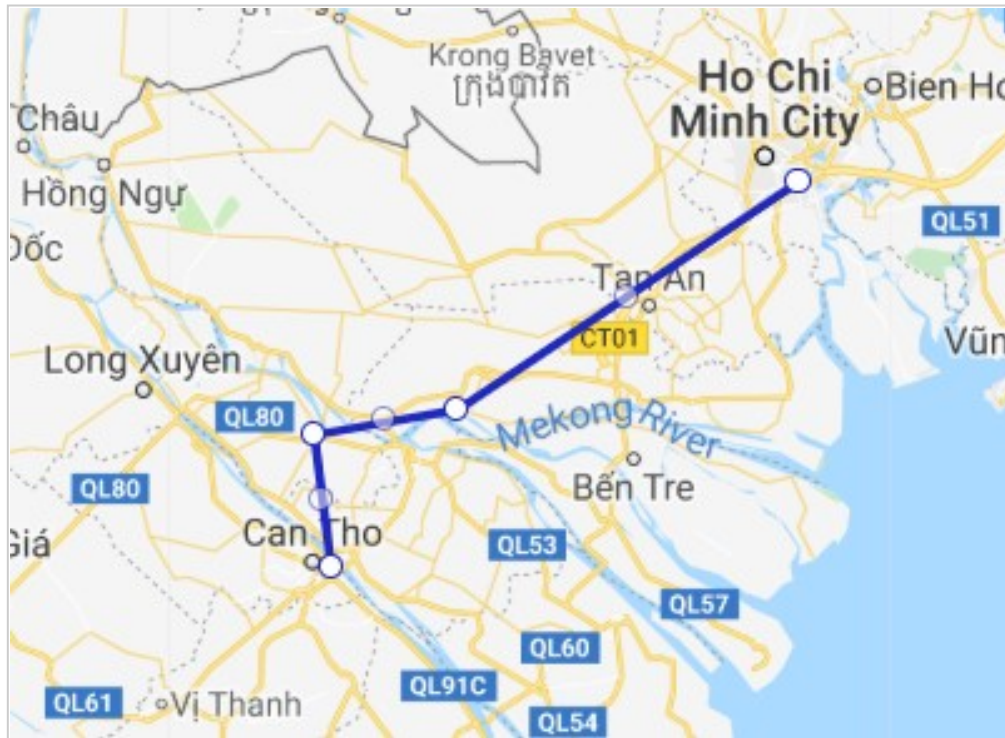 Krong Bavet
ក្រុងបាវិត
Ho Chi
Minh City
Bien Ho
Châu
Hồng Ngự
Dốc
QL51
Tan An
CT01
Vũn
Long Xuyên
QL80
Mekong River
QL80
Bến Tre
Giá
Can Tho
QL53
QL57
QL60
QL91C
QL61
Vị Thanh
QL54